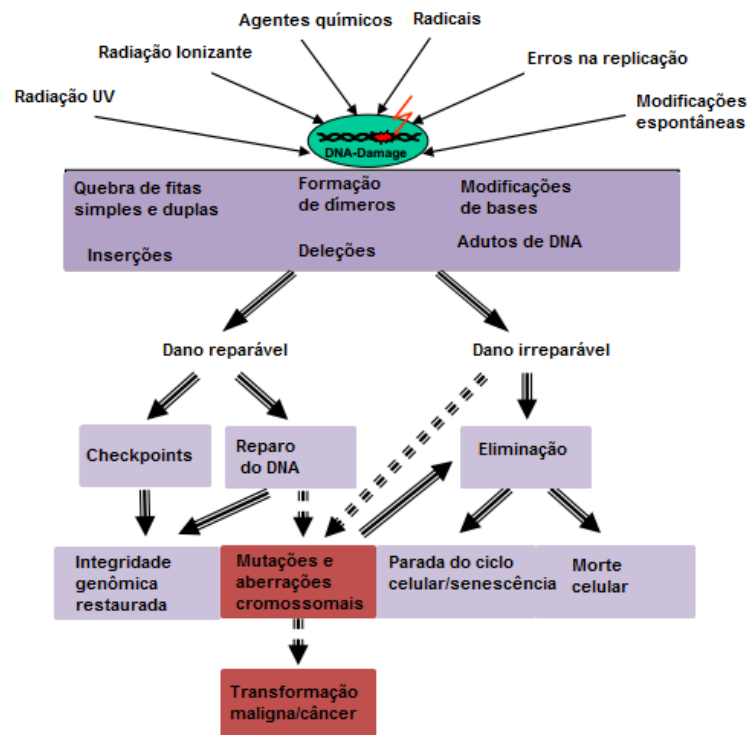 Agentes químicos
Radicais
Radiação Ionizante
Erros na replicação
Radiação UV
Modificações
espontâneas
DNA-Damage
Quebra de fitas
simples e duplas
Formação
de dímeros
Modificações
de bases
Inserções
Deleções
Adutos de DNA
Dano reparável
Dano irreparável
Checkpoints
Reparo
do DNA
Eliminação
Integridade
genômica
restaurada
Mutações e
aberrações
cromossomais
Parada do ciclo
celular/senescência
Morte
celular
Transformação
maligna/câncer